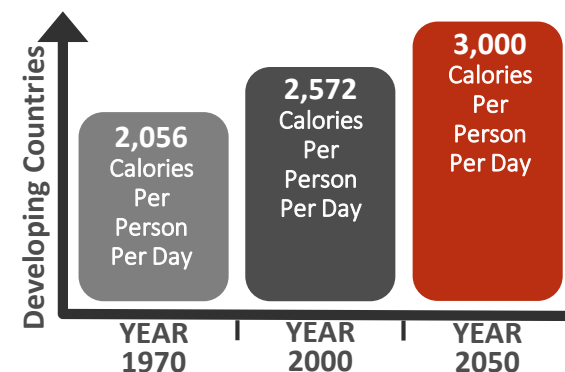 Developing Countries
2,056
Calories
Per
Person
Per Day
2,572
Calories
Per
Person
Per Day
3,000
Calories
Per
Person
Per Day
YEAR
1970
YEAR
2000
YEAR
2050